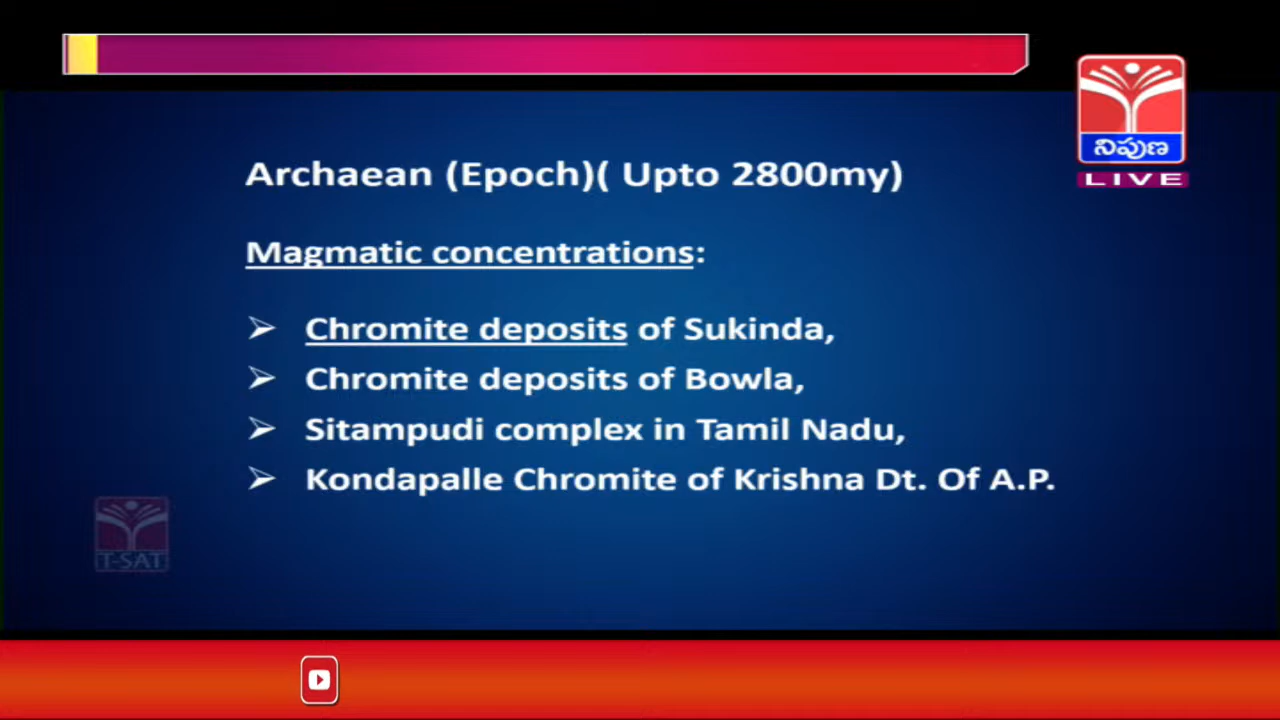 నిపుణ
LIVE
Archaean (Epoch)( Upto 2800my)
Magmatic concentrations:
➢ Chromite deposits of Sukinda,
➢ Chromite deposits of Bowla,
➢ Sitampudi complex in Tamil Nadu,
➢ Kondapalle Chromite of Krishna Dt. Of A.P.
T-SAT